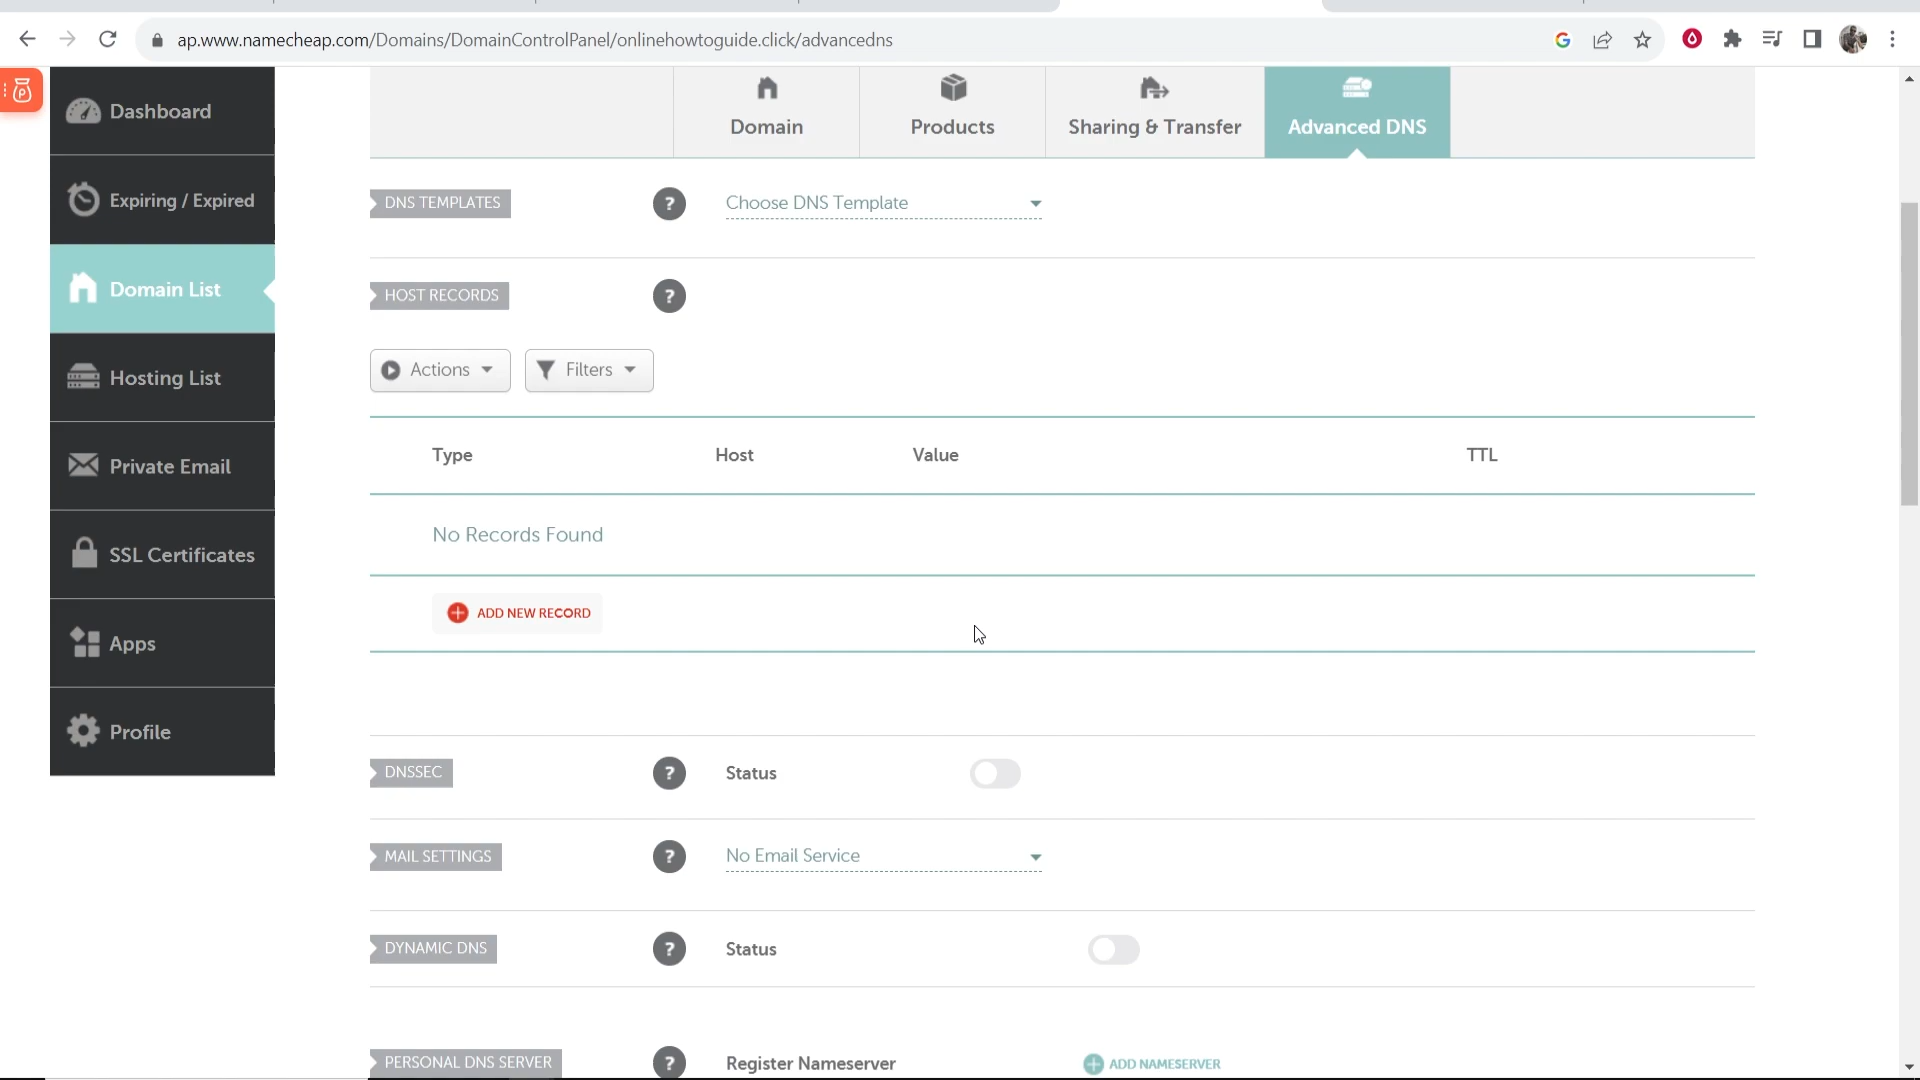 ap.www.namecheap.com/Domains/DomainControlPanel/onlinehowtoguide.click/advancedns
Dashboard
Expiring / Expired
Domain List
Hosting List
Private Email
SSL Certificates
Apps
Profile
Domain
Products
Sharing & Transfer
Advanced DNS
DNS TEMPLATES
? Choose DNS Template
HOST RECORDS
?
Actions
Filters
Type Host Value TTL
No Records Found
ADD NEW RECORD
DNSSEC
? Status
MAIL SETTINGS
? No Email Service
DYNAMIC DNS
? Status
PERSONAL DNS SERVER
? Register Nameserver
ADD NAMESERVER